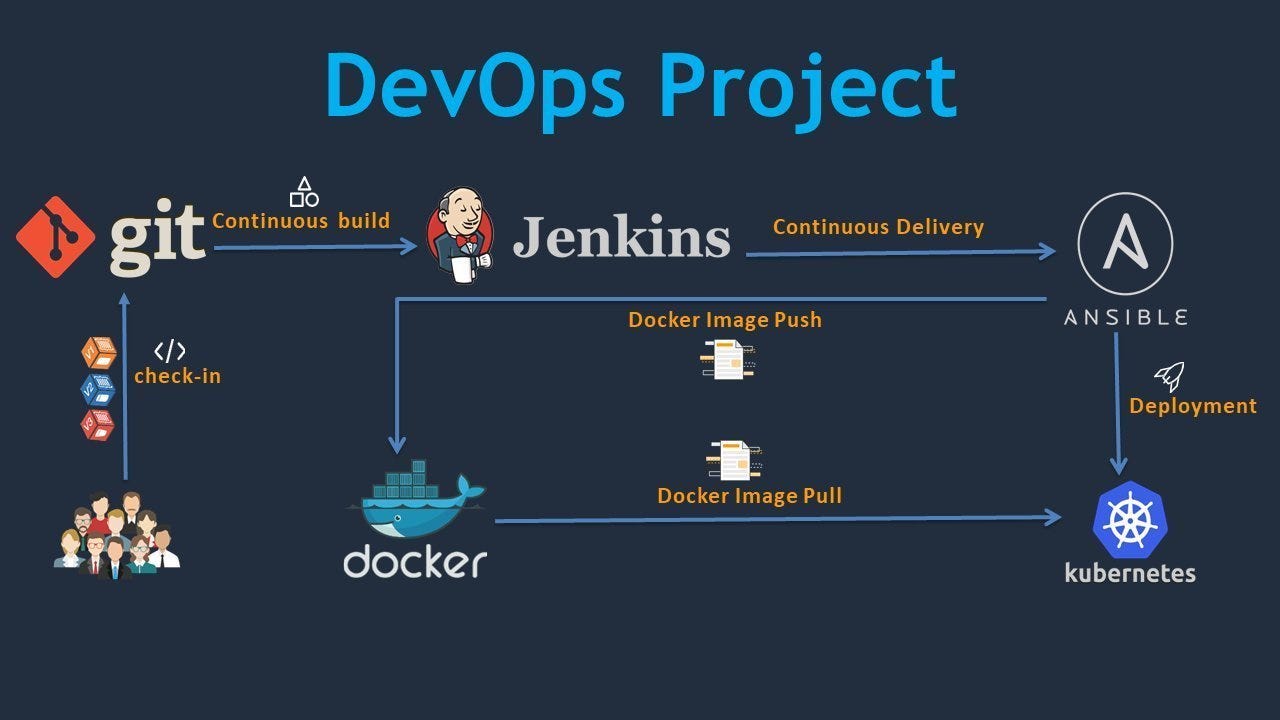 DevOps Project
git
Continuous build
Jenkins
Continuous Delivery
ANSIBLE
Docker Image Push
</>
check-in
V1
V2
V3
Deployment
Docker Image Pull
docker
kubernetes